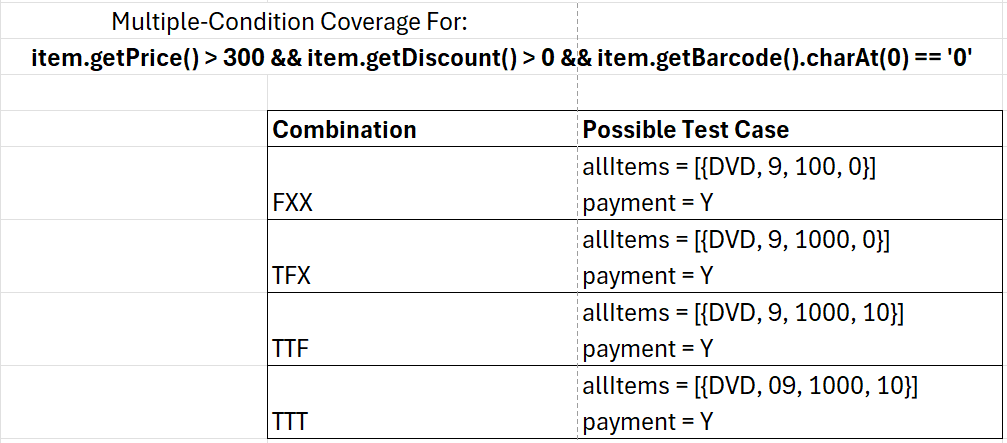 Multiple-Condition Coverage For:
item.getPrice() > 300 && item.getDiscount() > 0 && item.getBarcode().charAt(0) == '0'
Combination Possible Test Case
allItems = [{DVD, 9, 100, 0}]
FXX payment = Y
allItems = [{DVD, 9, 1000, 0}]
TFX payment = Y
allItems = [{DVD, 9, 1000, 10}]
TTF payment = Y
allItems = [{DVD, 09, 1000, 10}]
TTT payment = Y